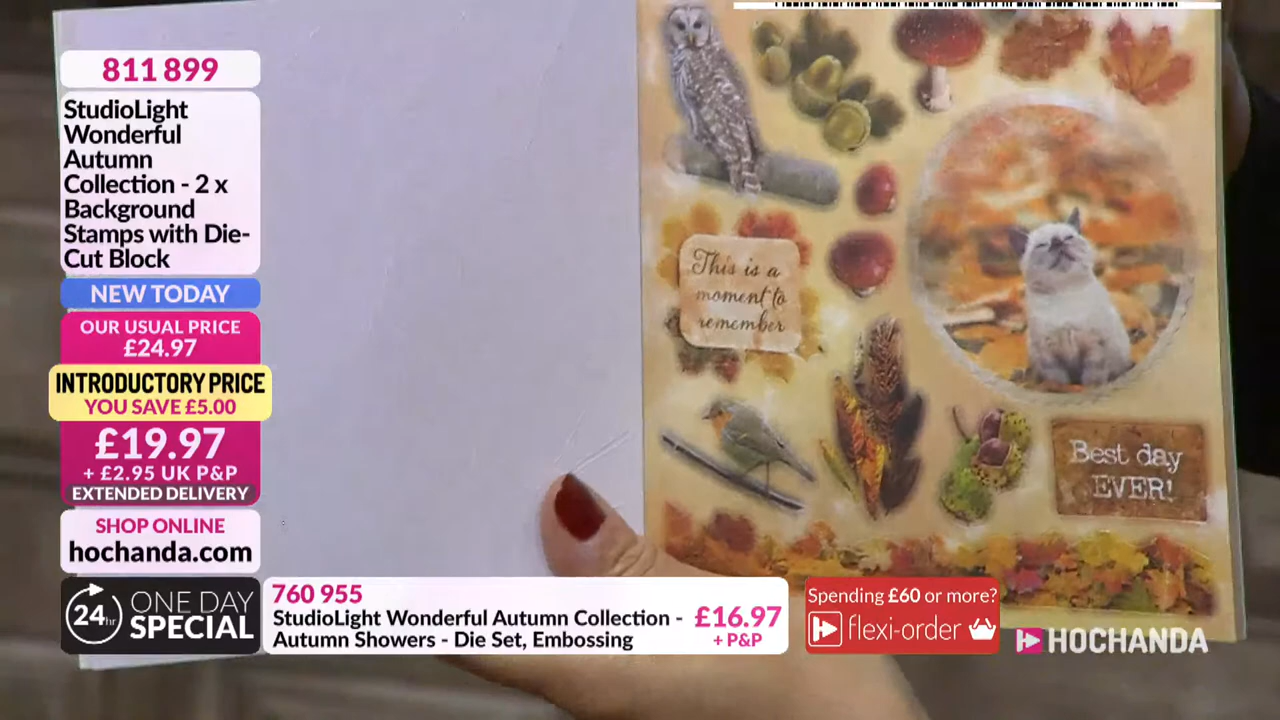 811 899
StudioLight
Wonderful
Autumn
Collection - 2 x
Background
Stamps with Die-
Cut Block
NEW TODAY
OUR USUAL PRICE
£24.97
INTRODUCTORY PRICE
YOU SAVE £5.00
£19.97
+ £2.95 UK P&P
EXTENDED DELIVERY
SHOP ONLINE
hochanda.com
24hr
ONE DAY
SPECIAL
760 955
StudioLight Wonderful Autumn Collection -
Autumn Showers - Die Set, Embossing
£16.97
+ P&P
Spending £60 or more?
flexi-order
HOCHANDA
This is a
moment to
remember
Best day
EVER!